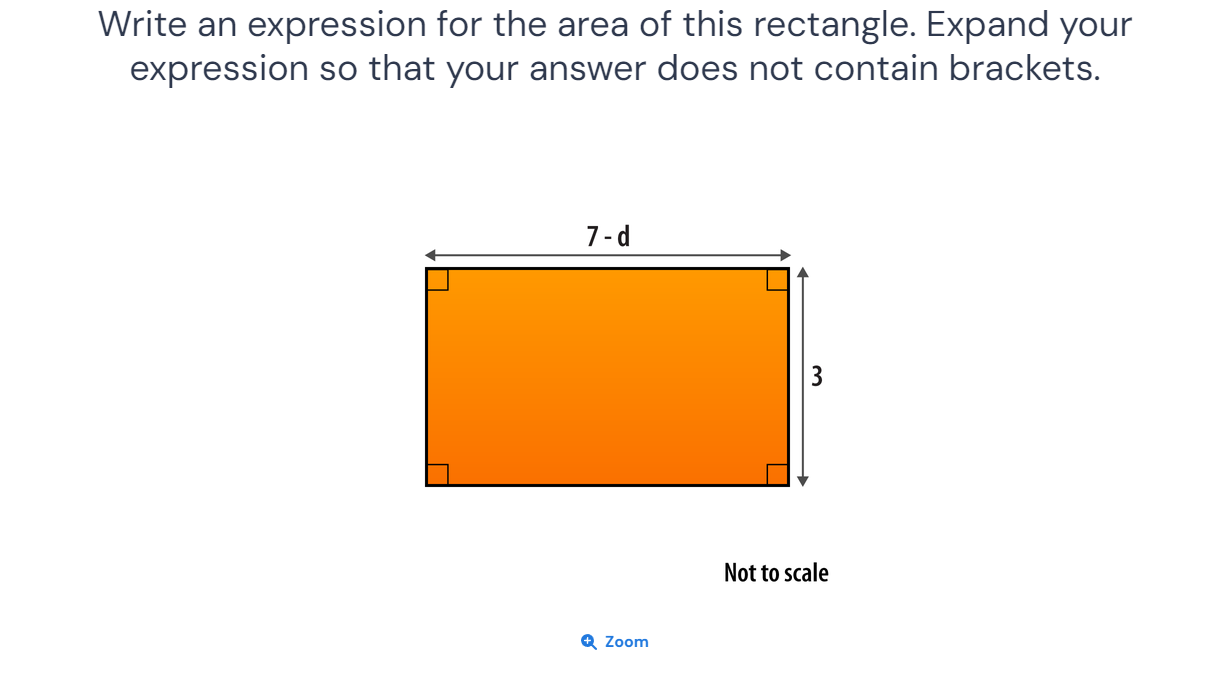 Write an expression for the area of this rectangle. Expand your
expression so that your answer does not contain brackets.
7 - d
3
Not to scale
Zoom